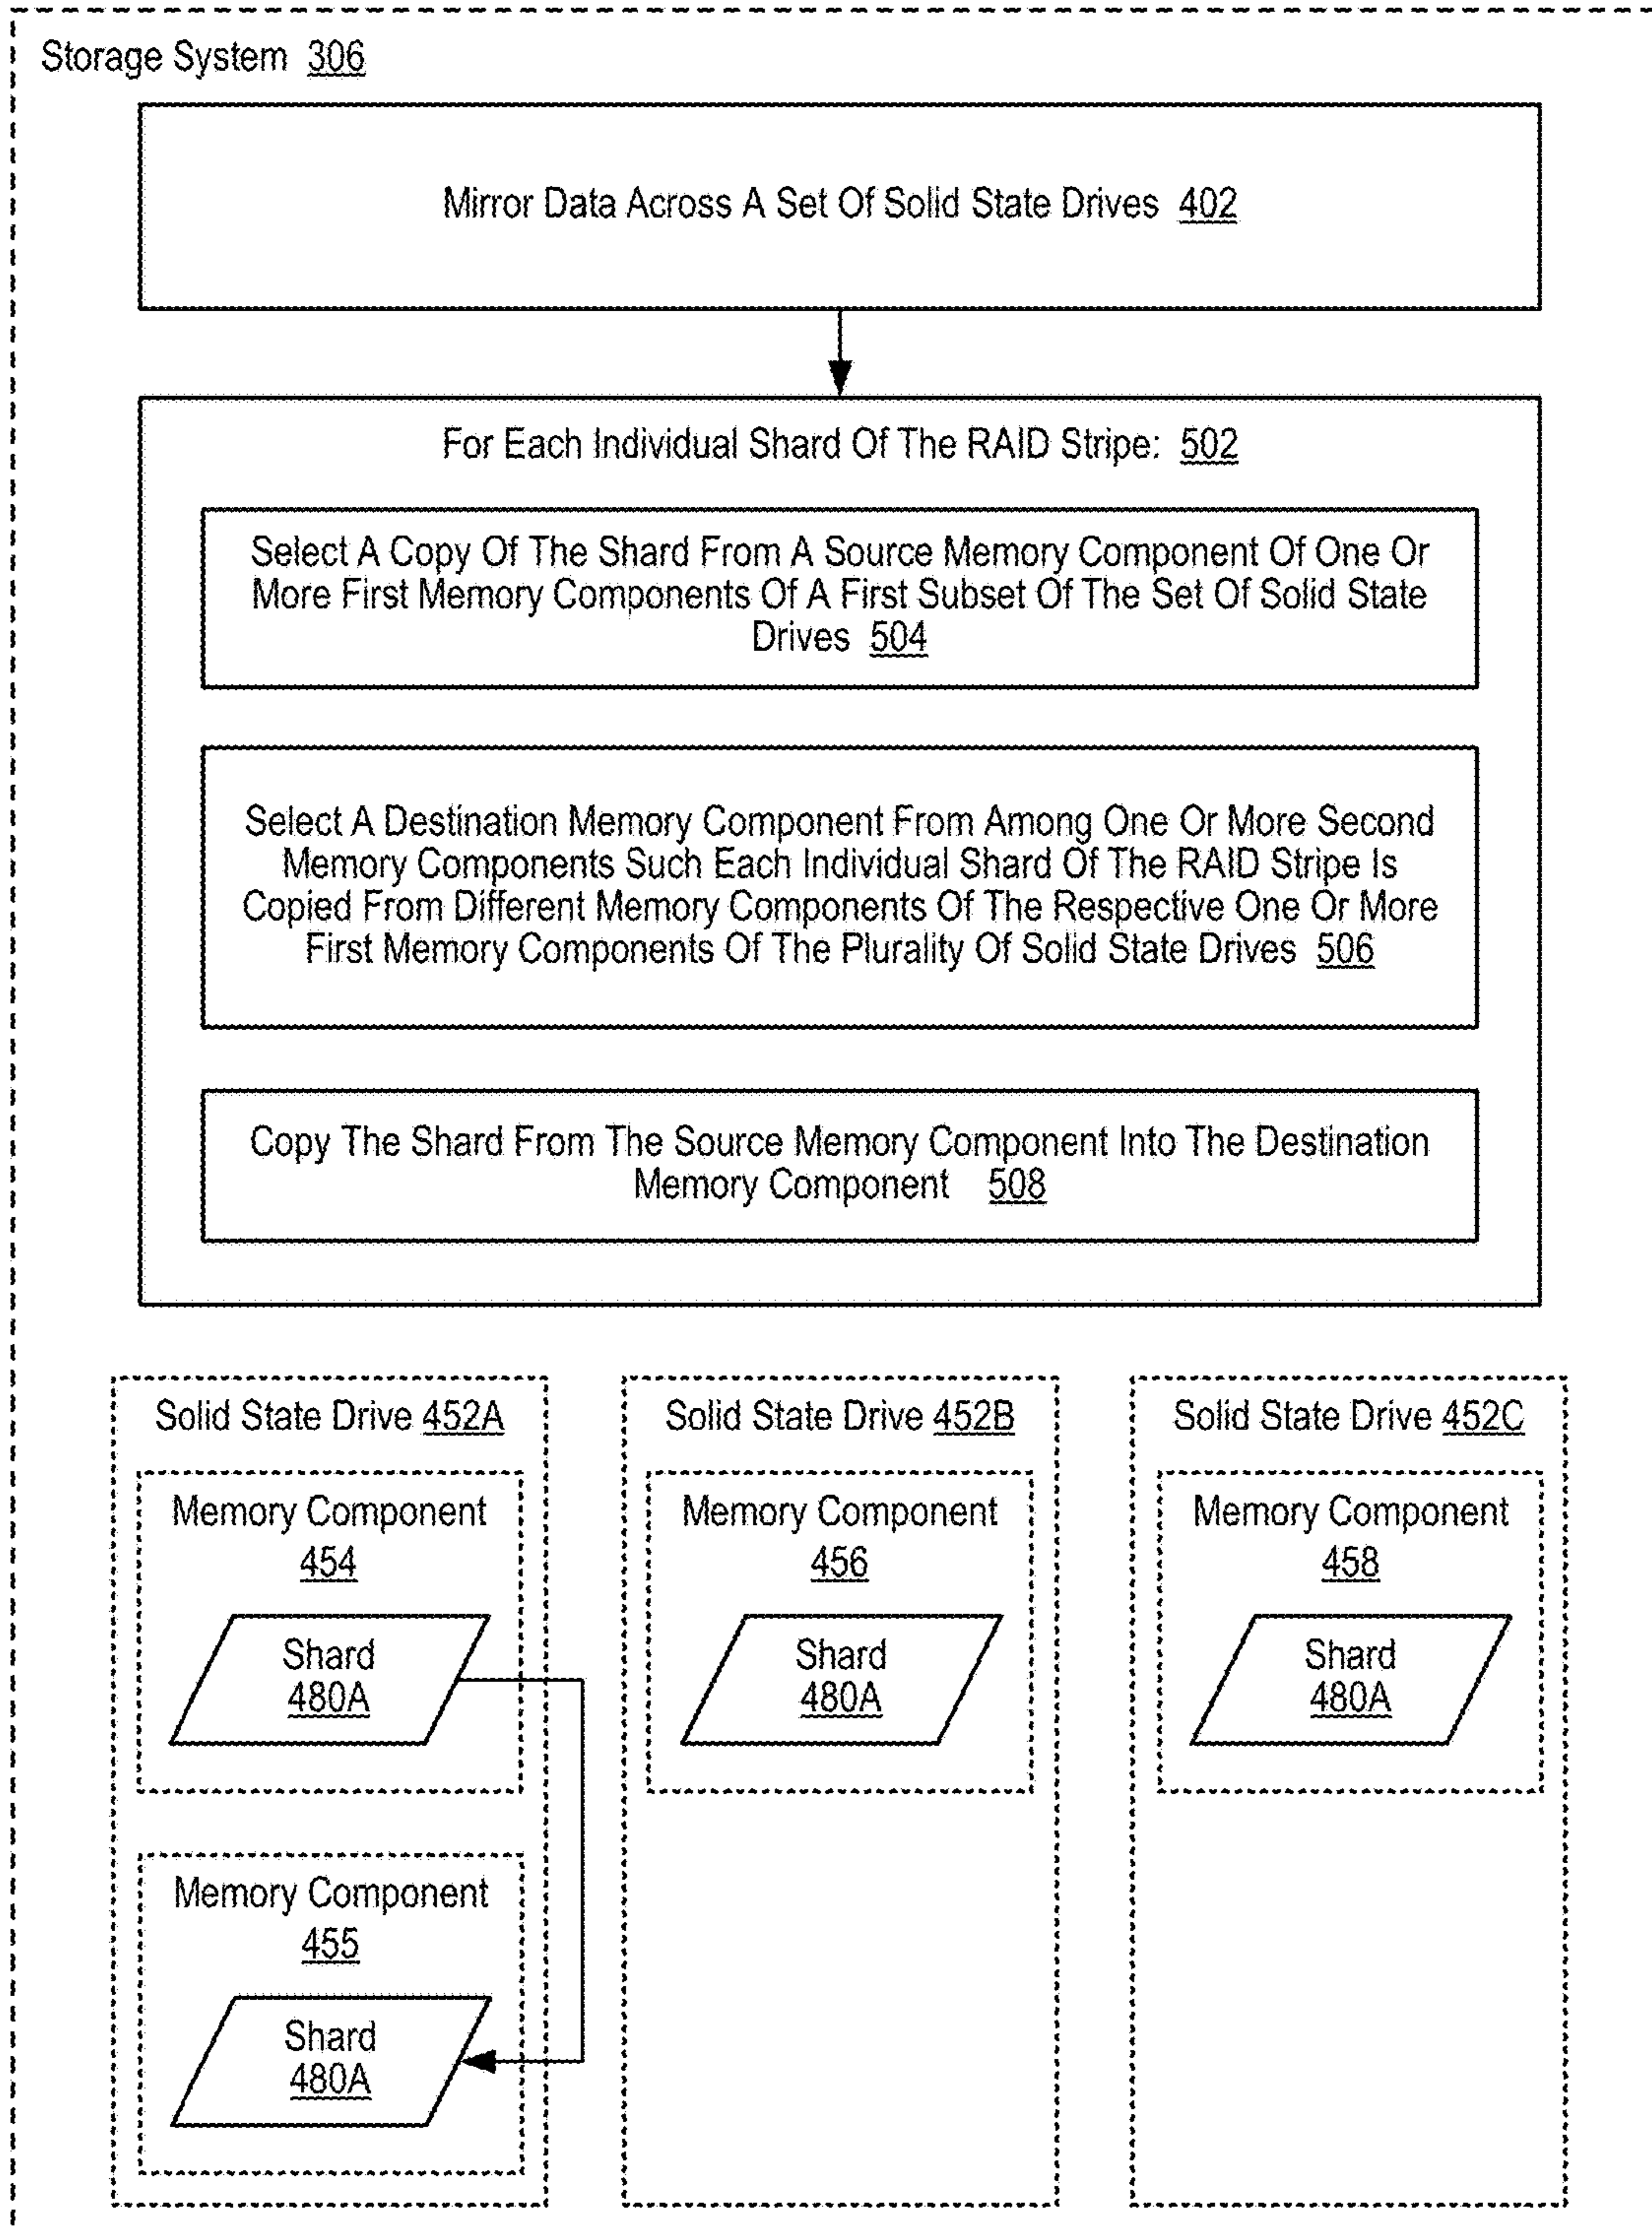 Storage System 306
Mirror Data Across A Set Of Solid State Drives 402
For Each Individual Shard Of The RAID Stripe: 502
Select A Copy Of The Shard From A Source Memory Component Of One Or
More First Memory Components Of A First Subset Of The Set Of Solid State
Drives 504
Select A Destination Memory Component From Among One Or More Second
Memory Components Such Each Individual Shard Of The RAID Stripe Is
Copied From Different Memory Components Of The Respective One Or More
First Memory Components Of The Plurality Of Solid State Drives 506
Copy The Shard From The Source Memory Component Into The Destination
Memory Component 508
Solid State Drive 452A
Memory Component
454
Shard
480A
Memory Component
455
Shard
480A
Solid State Drive 452B
Memory Component
456
Shard
480A
Solid State Drive 452C
Memory Component
458
Shard
480A